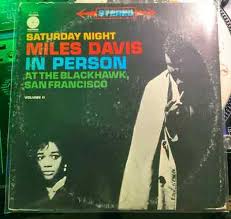 STEREO
SATURDAY NIGHT
MILES DAVIS
IN PERSON
AT THE BLACKHAWK,
SAN FRANCISCO
VOLUME II